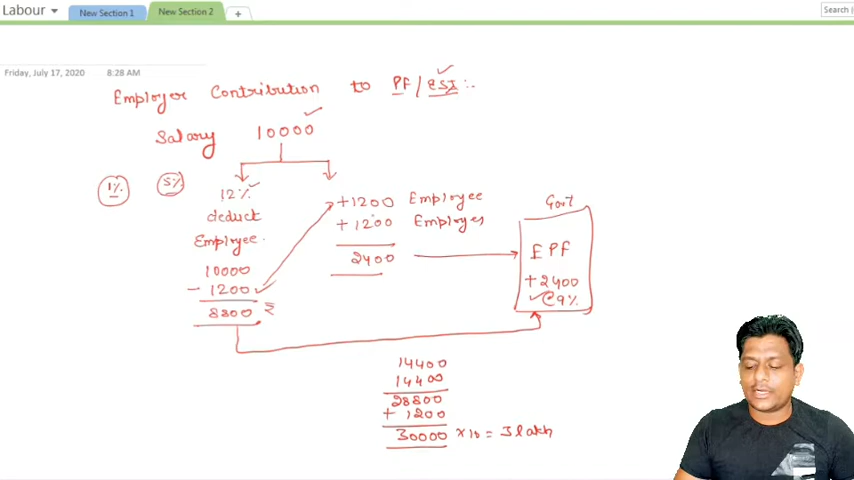 Labour
New Section 1
New Section 2
+
Search
Friday, July 17, 2020 8:28 AM
Employer Contribution to PF/ESI:.
Salary 10000
1% 5%
12%
deduct
Employee.
10000
- 1200
8800 ₹
+1200 Employee
+1200 Employer
2400
Govt
EPF
+2400
@9%
14400
14400
28800
+ 1200
30000 x 10 = 3 lakh